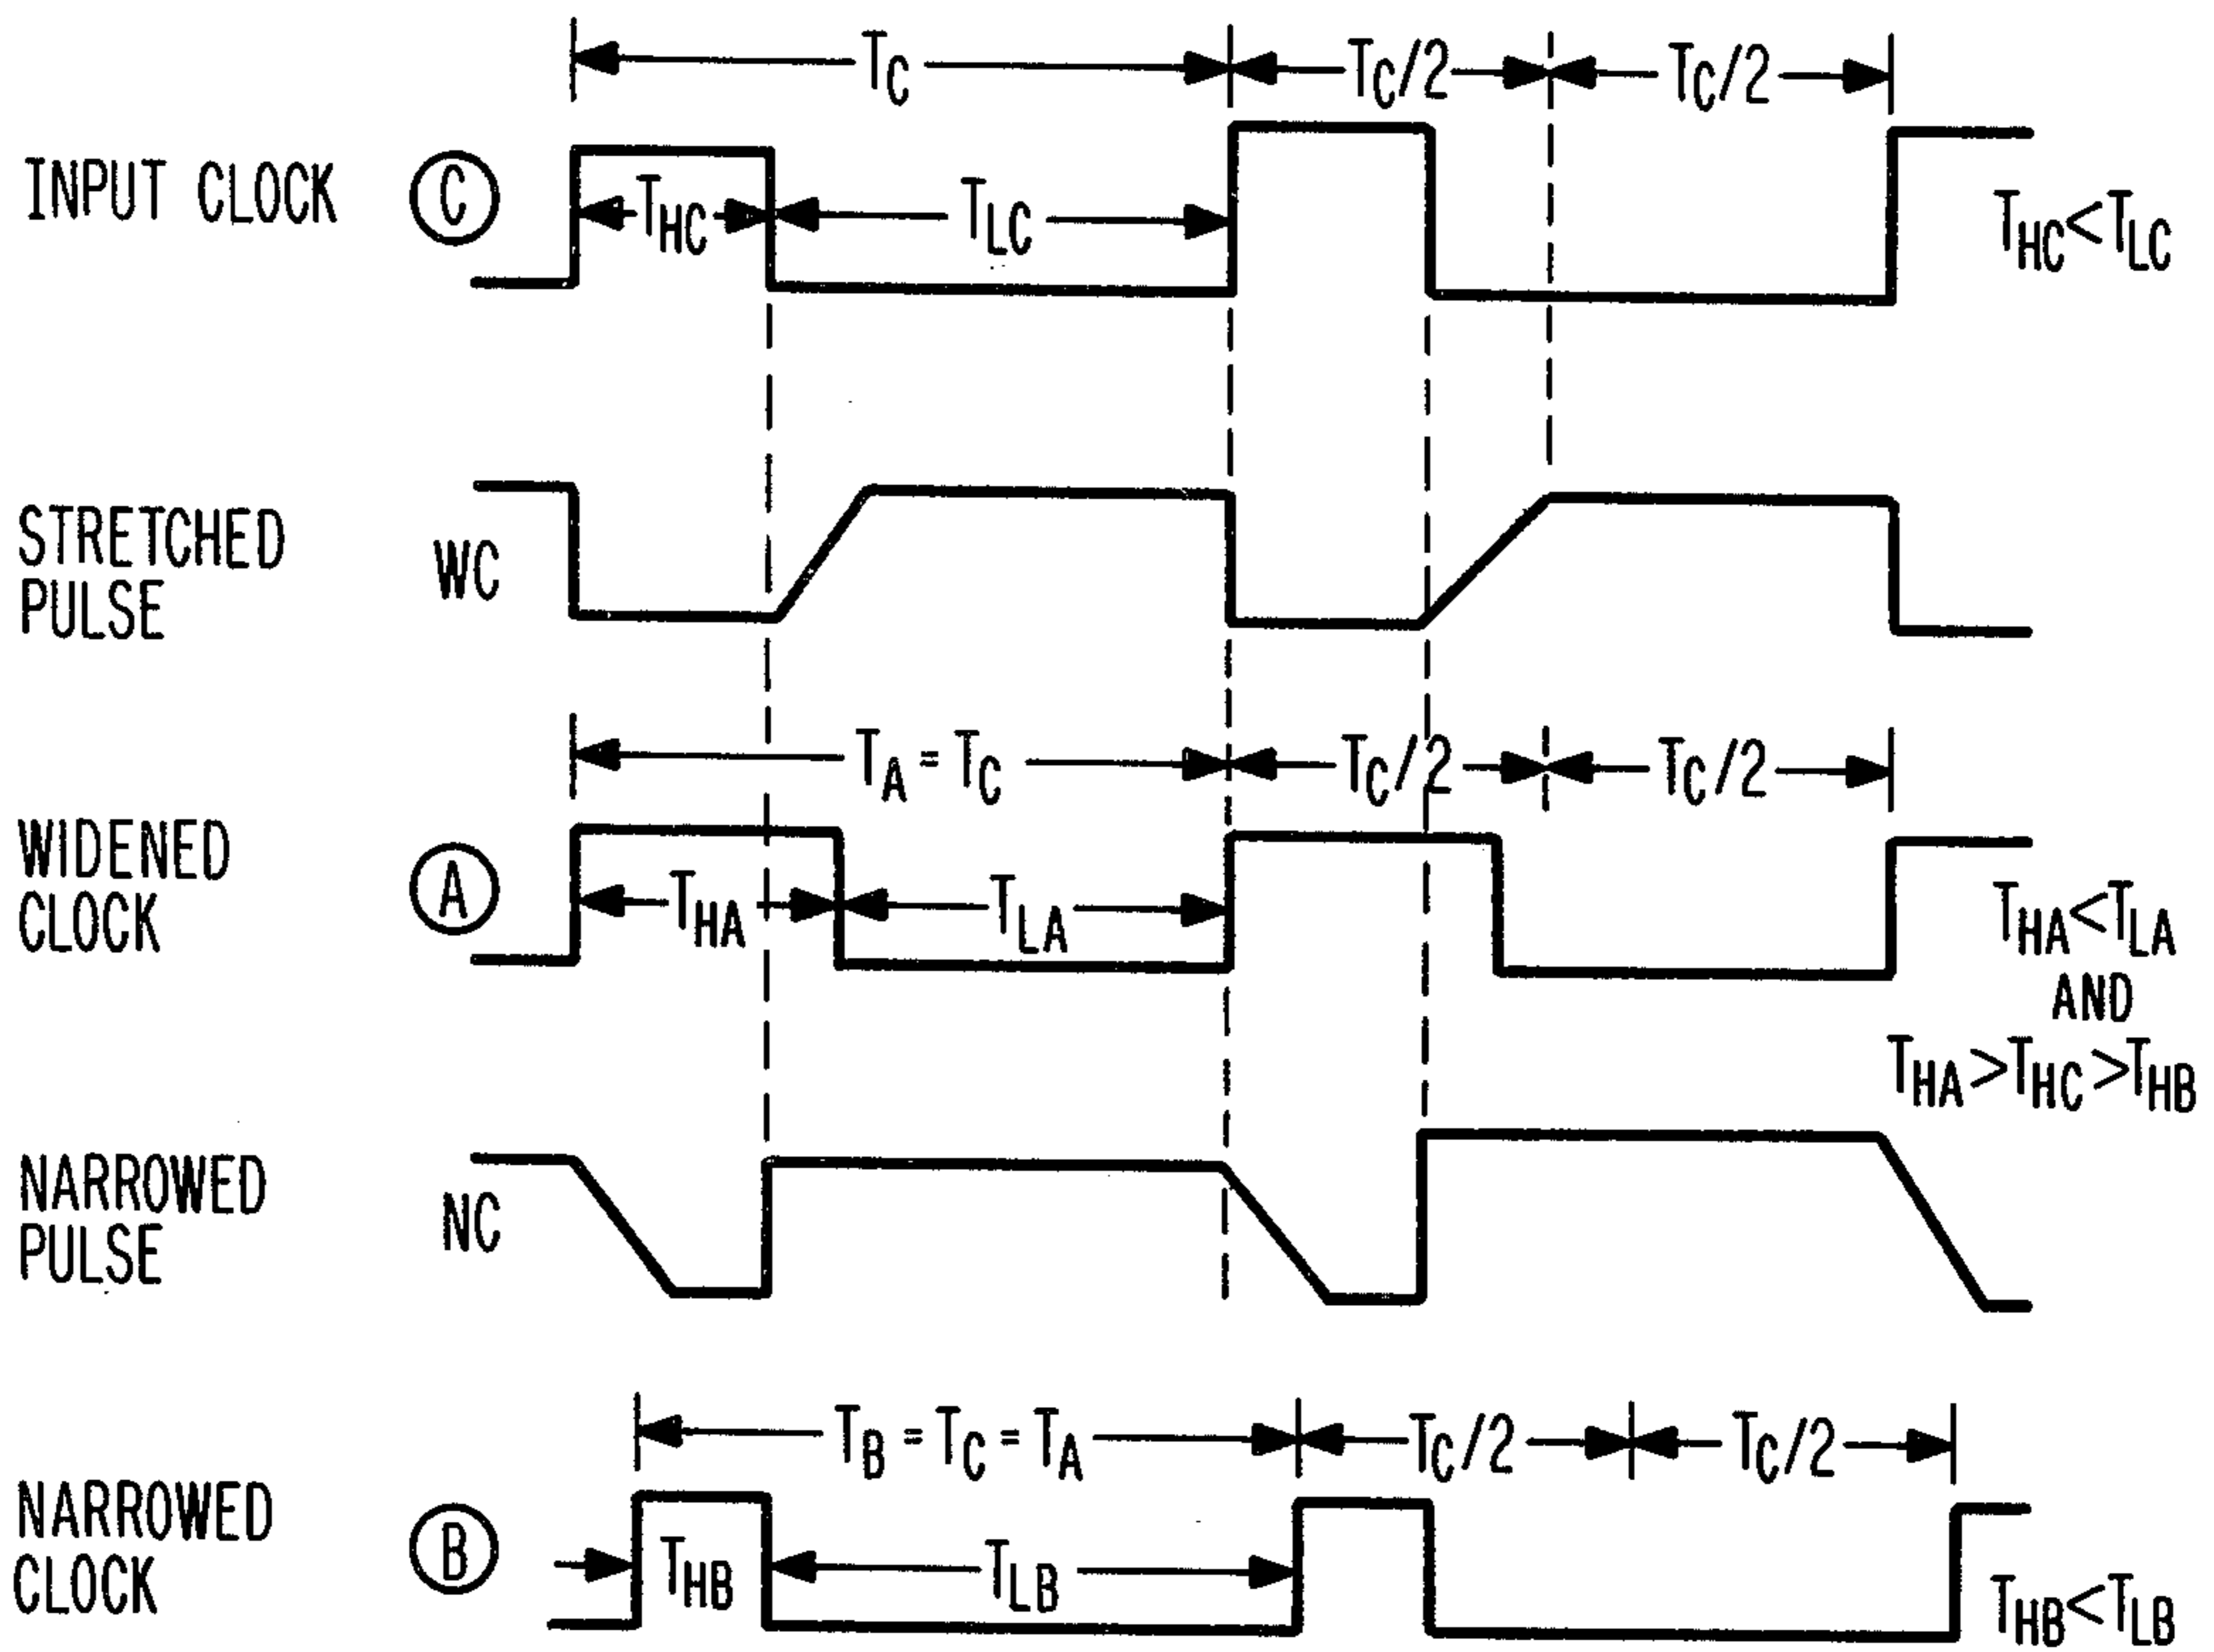 T_C T_C/2 T_C/2
INPUT CLOCK C T_HC T_LC T_HC<T_LC
STRETCHED
PULSE
WC
T_A=T_C T_C/2 T_C/2
WIDENED
CLOCK
A T_HA T_LA T_HA<T_LA
AND
T_HA>T_HC>T_HB
NARROWED
PULSE
NC
T_B=T_C=T_A T_C/2 T_C/2
NARROWED
CLOCK
B T_HB T_LB T_HB<T_LB